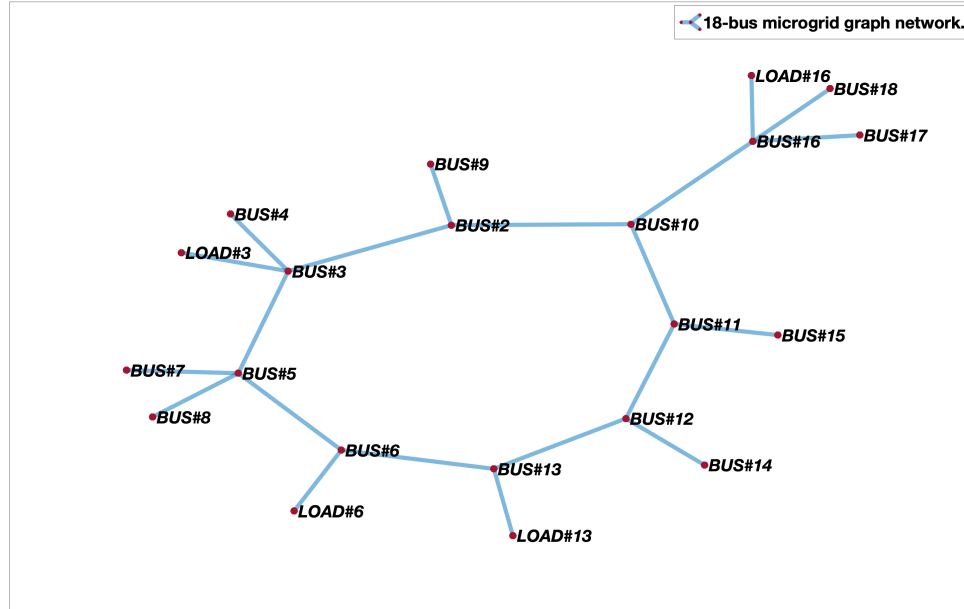 18-bus microgrid graph network.
LOAD#16
BUS#18
BUS#17
BUS#16
BUS#9
BUS#4
BUS#2
BUS#10
LOAD#3
BUS#3
BUS#11
BUS#15
BUS#7
BUS#5
BUS#8
BUS#12
BUS#6
BUS#14
BUS#13
LOAD#6
LOAD#13